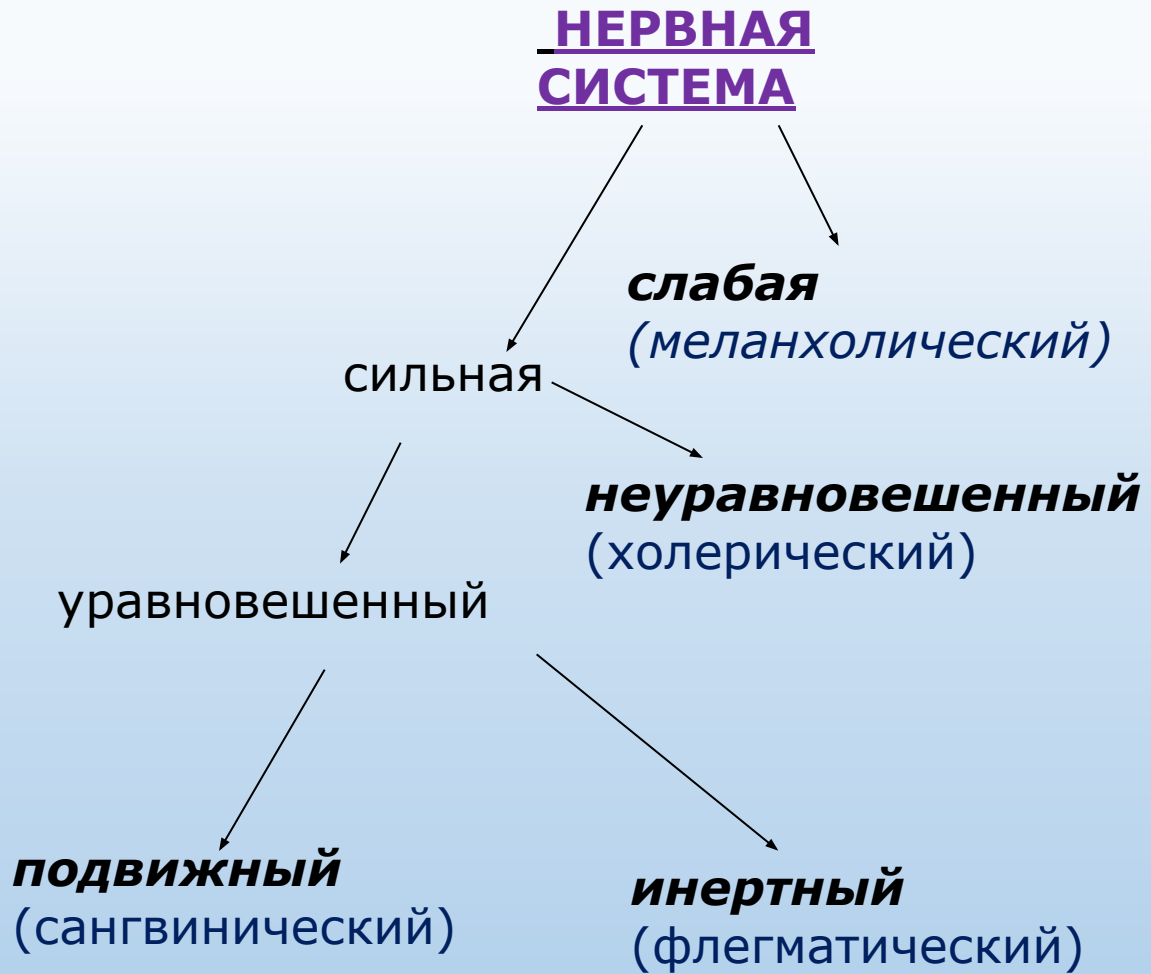 НЕРВНАЯ
СИСТЕМА
слабая
(меланхолический)
сильная
неуравновешенный
(холерический)
уравновешенный
подвижный
(сангвинический)
инертный
(флегматический)